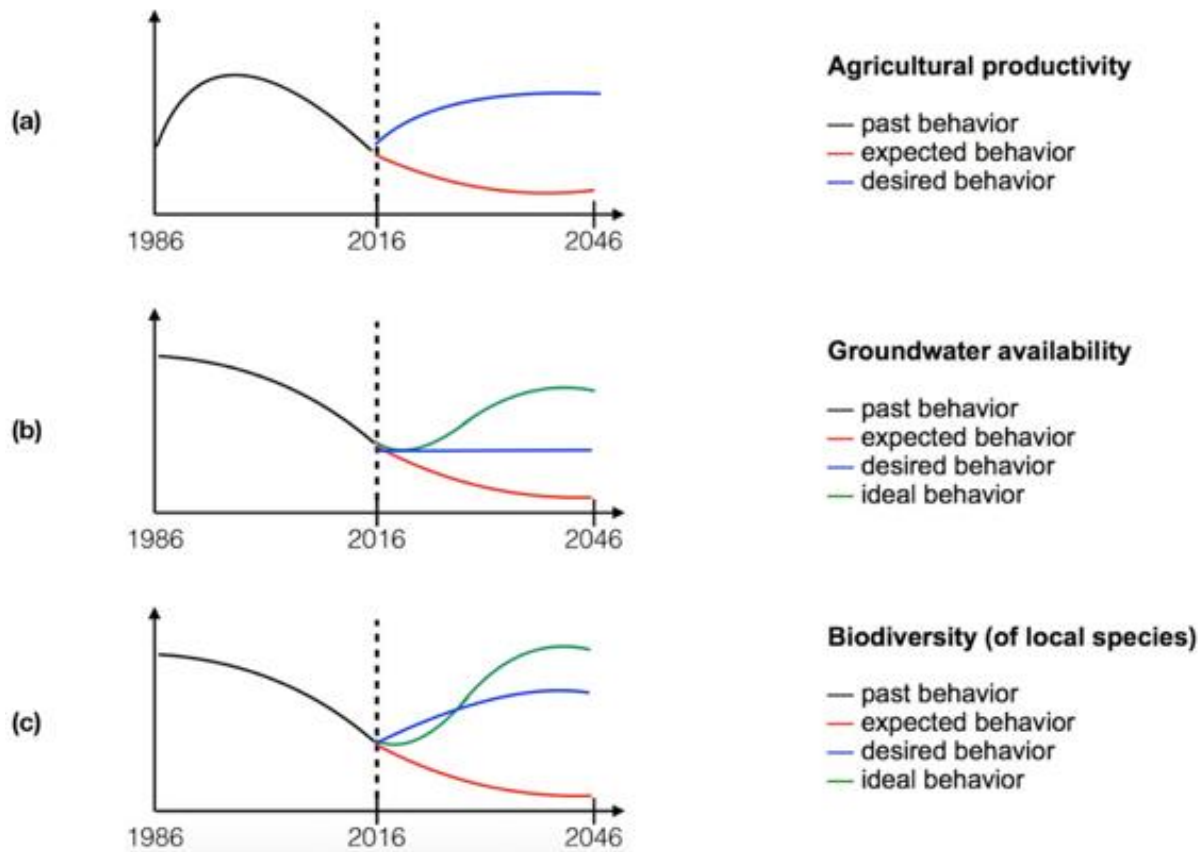 (a)
1986 2016 2046
Agricultural productivity
— past behavior
— expected behavior
— desired behavior
(b)
1986 2016 2046
Groundwater availability
— past behavior
— expected behavior
— desired behavior
— ideal behavior
(c)
1986 2016 2046
Biodiversity (of local species)
— past behavior
— expected behavior
— desired behavior
— ideal behavior